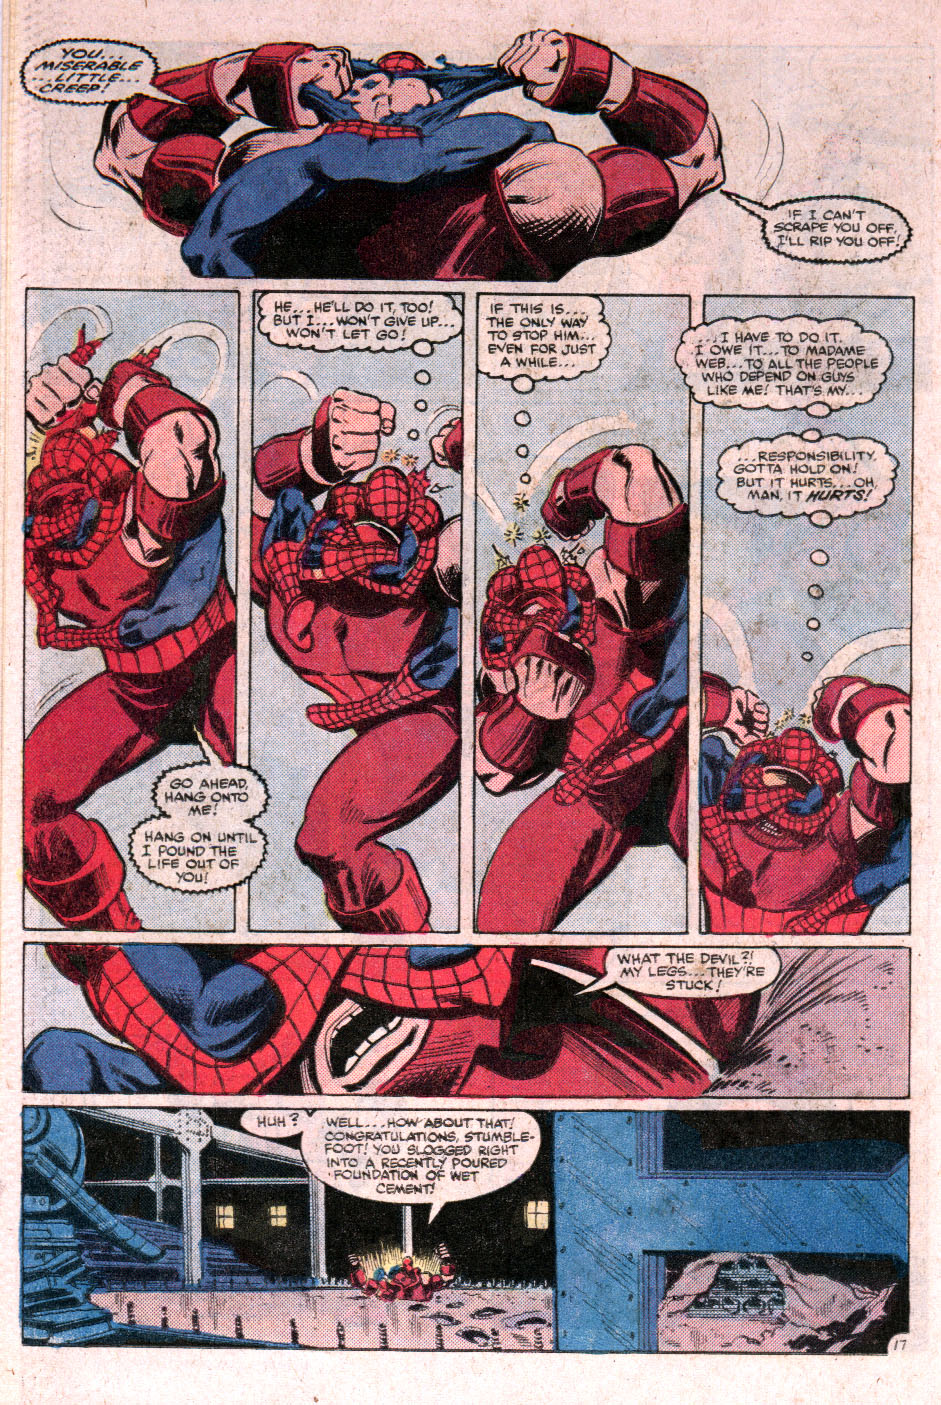 YOU...
MISERABLE
...LITTLE...
CREEP!
IF I CAN'T
SCRAPE YOU OFF,
I'LL RIP YOU OFF!
GO AHEAD,
HANG ONTO
ME!
HANG ON UNTIL
I POUND THE
LIFE OUT OF
YOU!
HE...HE'LL DO IT, TOO!
BUT I...WON'T GIVE UP...
WON'T LET GO!
IF THIS IS...
THE ONLY WAY
TO STOP HIM...
EVEN FOR JUST
A WHILE...
...I HAVE TO DO IT.
I OWE IT...TO MADAME
WEB...TO ALL THE PEOPLE
WHO DEPEND ON GUYS
LIKE ME! THAT'S MY...
...RESPONSIBILITY.
GOTTA HOLD ON!
BUT IT HURTS...OH,
MAN, IT HURTS!
WHAT THE DEVIL?!
MY LEGS...THEY'RE
STUCK!
HUH?
WELL...HOW ABOUT THAT!
CONGRATULATIONS, STUMBLE-
FOOT! YOU SLOGGED RIGHT
INTO A RECENTLY POURED
FOUNDATION OF WET
CEMENT!
17